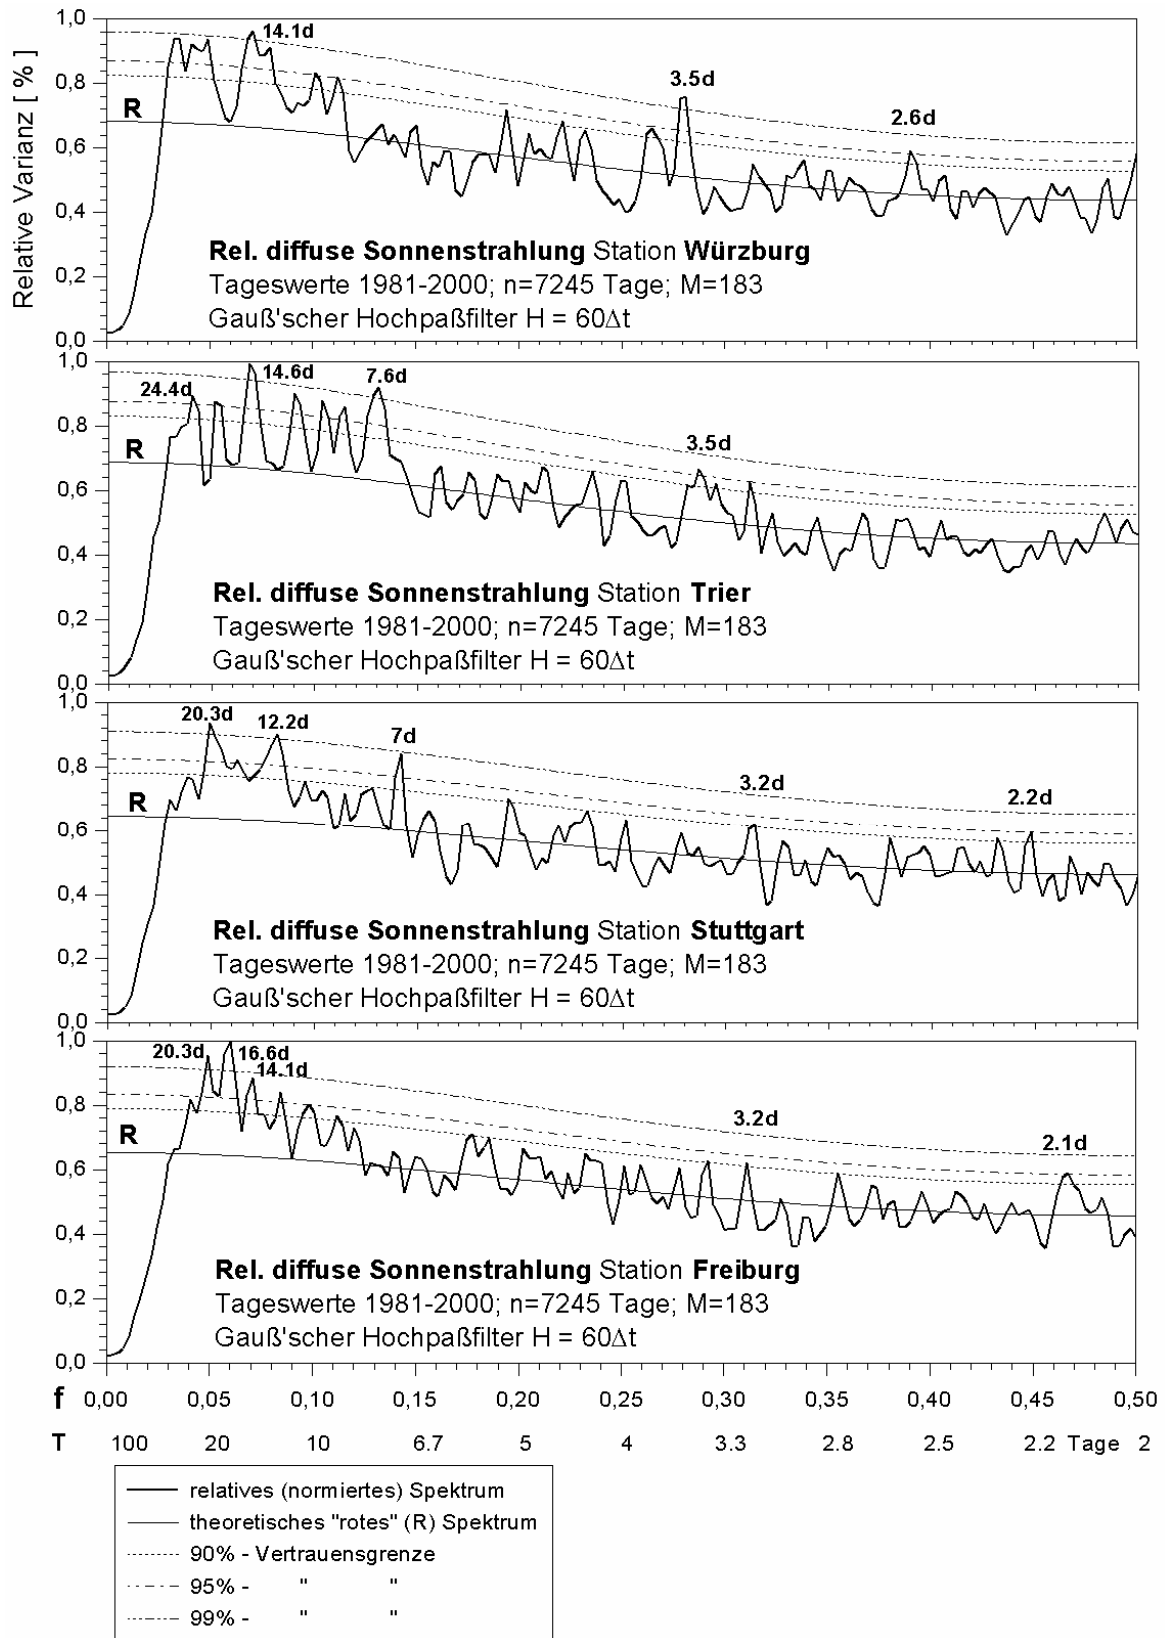 Relative Varianz [ % ]
1,0
0,8
0,6
0,4
0,2
0,0
R
14.1d
3.5d
2.6d
Rel. diffuse Sonnenstrahlung Station Würzburg
Tageswerte 1981-2000; n=7245 Tage; M=183
Gauß'scher Hochpaßfilter H = 60Δt
1,0
0,8
0,6
0,4
0,2
0,0
R
24.4d
14.6d
7.6d
3.5d
Rel. diffuse Sonnenstrahlung Station Trier
Tageswerte 1981-2000; n=7245 Tage; M=183
Gauß'scher Hochpaßfilter H = 60Δt
1,0
0,8
0,6
0,4
0,2
0,0
R
20.3d
12.2d
7d
3.2d
2.2d
Rel. diffuse Sonnenstrahlung Station Stuttgart
Tageswerte 1981-2000; n=7245 Tage; M=183
Gauß'scher Hochpaßfilter H = 60Δt
1,0
0,8
0,6
0,4
0,2
0,0
R
20.3d
16.6d
14.1d
3.2d
2.1d
Rel. diffuse Sonnenstrahlung Station Freiburg
Tageswerte 1981-2000; n=7245 Tage; M=183
Gauß'scher Hochpaßfilter H = 60Δt
f 0,00 0,05 0,10 0,15 0,20 0,25 0,30 0,35 0,40 0,45 0,50
T 100 20 10 6.7 5 4 3.3 2.8 2.5 2.2 Tage 2
relatives (normiertes) Spektrum
theoretisches "rotes" (R) Spektrum
90% - Vertrauensgrenze
95% - " "
99% - " "